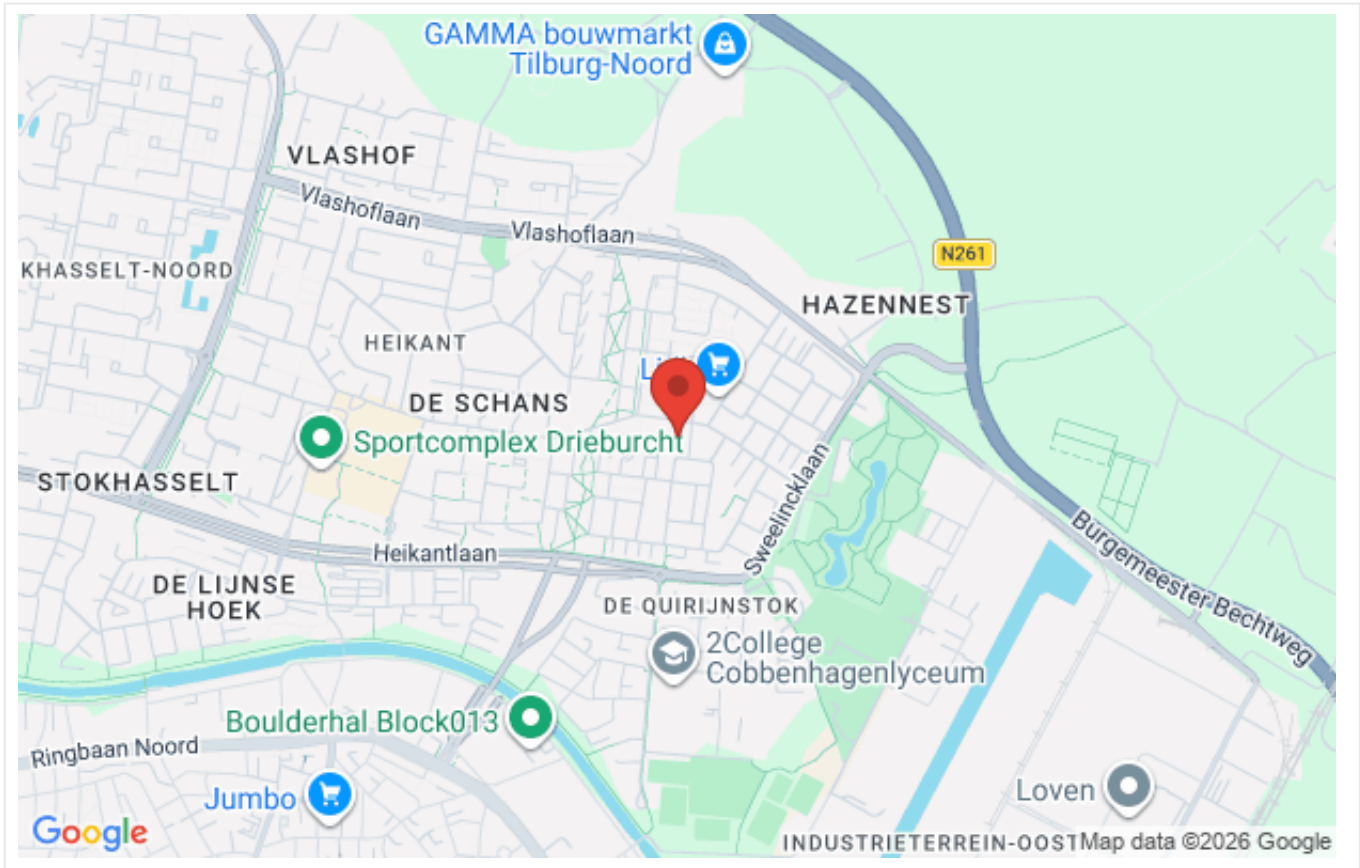 GAMMA bouwmarkt
Tilburg-Noord
VLASHOF
Vlashoflaan
Vlashoflaan
N261
KHASSELT-NOORD
HAZENNEST
HEIKANT
DE SCHANS
Sportcomplex Drieburcht
STOKHASSELT
Sweelincklaan
Heikantlaan
Burgemeester Bechtweg
DE LIJNSE
HOEK
DE QUIRIJNSTOK
2College
Cobbenhagenlyceum
Boulderhal Block013
Ringbaan Noord
Jumbo
Loven
Google
INDUSTRIETERREIN-OOST
Map data ©2026 Google